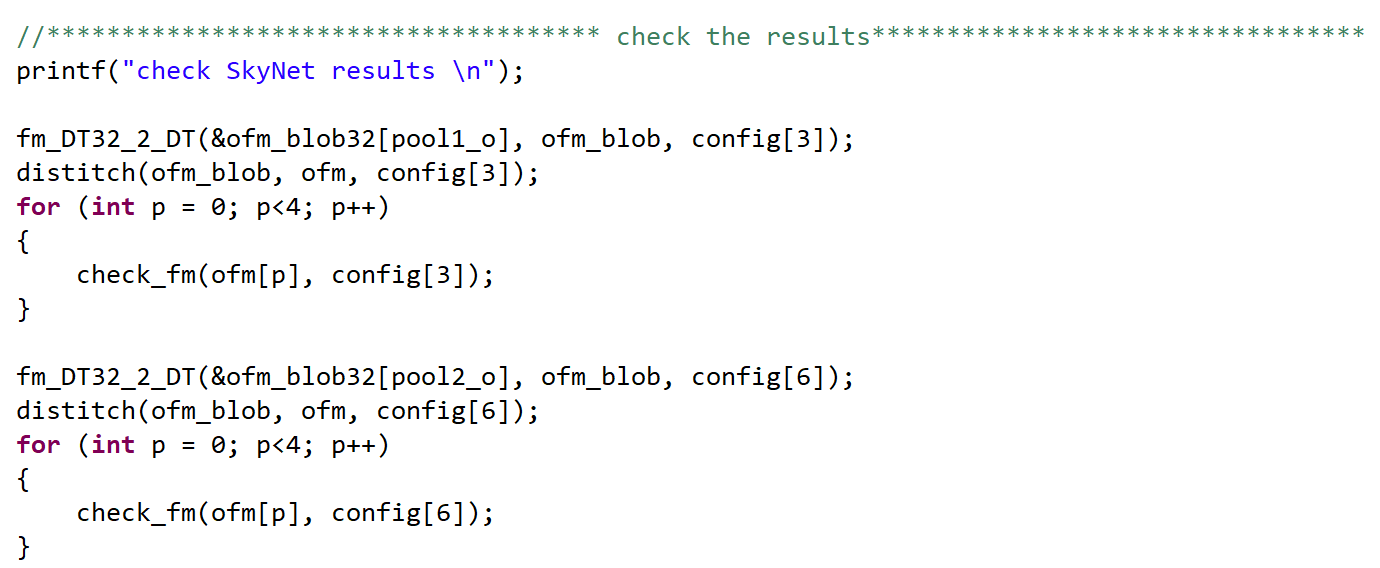 //************************************* check the results*********************************
printf("check SkyNet results \n");
fm_DT32_2_DT(&ofm_blob32[pool1_o], ofm_blob, config[3]);
distitch(ofm_blob, ofm, config[3]);
for (int p = 0; p<4; p++)
{
    check_fm(ofm[p], config[3]);
}
fm_DT32_2_DT(&ofm_blob32[pool2_o], ofm_blob, config[6]);
distitch(ofm_blob, ofm, config[6]);
for (int p = 0; p<4; p++)
{
    check_fm(ofm[p], config[6]);
}